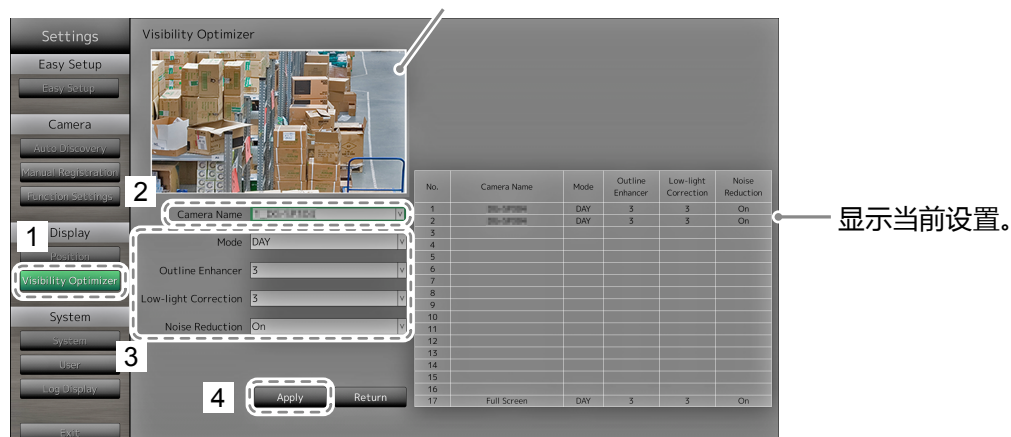 Settings
Easy Setup
Easy Setup
Camera
Auto Discovery
Manual Registration
Function Settings
Display
Position
Visibility Optimizer
System
System
User
Log Display
Exit
Visibility Optimizer
1
2
3
4
Camera Name
Mode DAY
Outline Enhancer 3
Low-light Correction 3
Noise Reduction On
Apply Return
No. Camera Name Mode Outline Enhancer Low-light Correction Noise Reduction
1 DAY 3 3 On
2 DAY 3 3 On
3
4
5
6
7
8
9
10
11
12
13
14
15
16
17 Full Screen DAY 3 3 On
显示当前设置。